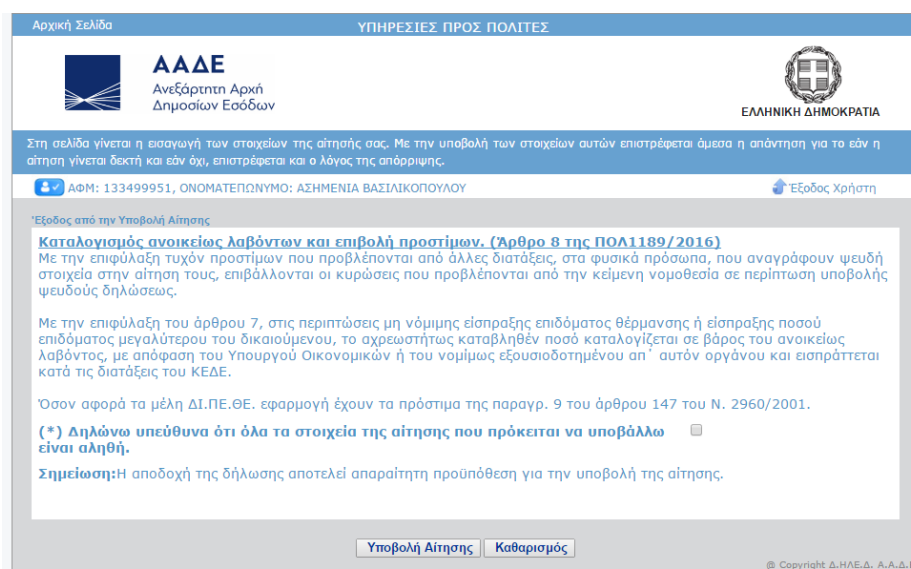 Αρχική Σελίδα
ΥΠΗΡΕΣΙΕΣ ΠΡΟΣ ΠΟΛΙΤΕΣ
ΑΑΔΕ
Ανεξάρτητη Αρχή
Δημοσίων Εσόδων
ΕΛΛΗΝΙΚΗ ΔΗΜΟΚΡΑΤΙΑ
Στη σελίδα γίνεται η εισαγωγή των στοιχείων της αίτησής σας. Με την υποβολή των στοιχείων αυτών επιστρέφεται άμεσα η απάντηση για το εάν η
αίτηση γίνεται δεκτή και εάν όχι, επιστρέφεται και ο λόγος της απόρριψης.
ΑΦΜ: 133499951, ΟΝΟΜΑΤΕΠΩΝΥΜΟ: ΑΣΗΜΕΝΙΑ ΒΑΣΙΛΙΚΟΠΟΥΛΟΥ
Έξοδος Χρήστη
Έξοδος από την Υποβολή Αίτησης
Καταλογισμός ανοικείως λαβόντων και επιβολή προστίμων. (Άρθρο 8 της ΠΟΛ1189/2016)
Με την επιφύλαξη τυχόν προστίμων που προβλέπονται από άλλες διατάξεις, στα φυσικά πρόσωπα, που αναγράφουν ψευδή
στοιχεία στην αίτηση τους, επιβάλλονται οι κυρώσεις που προβλέπονται από την κείμενη νομοθεσία σε περίπτωση υποβολής
ψευδούς δηλώσεως.
Με την επιφύλαξη του άρθρου 7, στις περιπτώσεις μη νόμιμης είσπραξης επιδόματος θέρμανσης ή είσπραξης ποσού
επιδόματος μεγαλύτερου του δικαιούμενου, το αχρεωστήτως καταβληθέν ποσό καταλογίζεται σε βάρος του ανοικείως
λαβόντος, με απόφαση του Υπουργού Οικονομικών ή του νομίμως εξουσιοδοτημένου απ΄ αυτόν οργάνου και εισπράττεται
κατά τις διατάξεις του ΚΕΔΕ.
Όσον αφορά τα μέλη ΔΙ.ΠΕ.ΘΕ. εφαρμογή έχουν τα πρόστιμα της παραγρ. 9 του άρθρου 147 του Ν. 2960/2001.
(*) Δηλώνω υπεύθυνα ότι όλα τα στοιχεία της αίτησης που πρόκειται να υποβάλλω
είναι αληθή.
Σημείωση:Η αποδοχή της δήλωσης αποτελεί απαραίτητη προϋπόθεση για την υποβολή της αίτησης.
Υποβολή Αίτησης Καθαρισμός
@ Copyright Δ.ΗΛΕ.Δ. Α.Α.Δ.